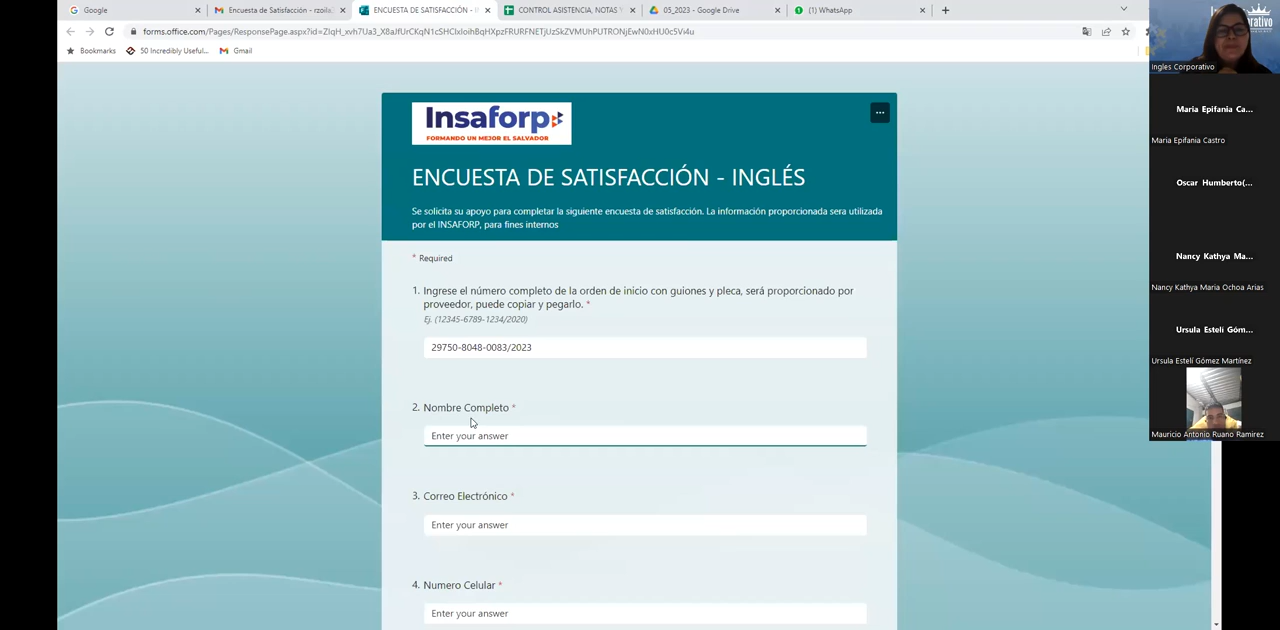 Google
Encuesta de Satisfacción - rzoila
ENCUESTA DE SATISFACCIÓN - I
CONTROL ASISTENCIA, NOTAS Y
05_2023 - Google Drive
(1) WhatsApp
forms.office.com/Pages/ResponsePage.aspx?id=
Bookmarks
50 Incredibly Useful...
Gmail
Insaforp
FORMANDO UN MEJOR EL SALVADOR
ENCUESTA DE SATISFACCIÓN - INGLÉS
Se solicita su apoyo para completar la siguiente encuesta de satisfacción. La información proporcionada sera utilizada
por el INSAFORP, para fines internos
* Required
1. Ingrese el número completo de la orden de inicio con guiones y pleca, será proporcionado por
proveedor, puede copiar y pegarlo. *
Ej. (12345-6789-1234/2020)
29750-8048-0083/2023
2. Nombre Completo *
Enter your answer
3. Correo Electrónico *
Enter your answer
4. Numero Celular *
Enter your answer
Ingles Corporativo
Maria Epifania Ca...
Maria Epifania Castro
Oscar Humberto(...
Nancy Kathya Ma...
Nancy Kathya Maria Ochoa Arias
Ursula Estelí Góm...
Ursula Estelí Gómez Martínez
Mauricio Antonio Ruano Ramirez